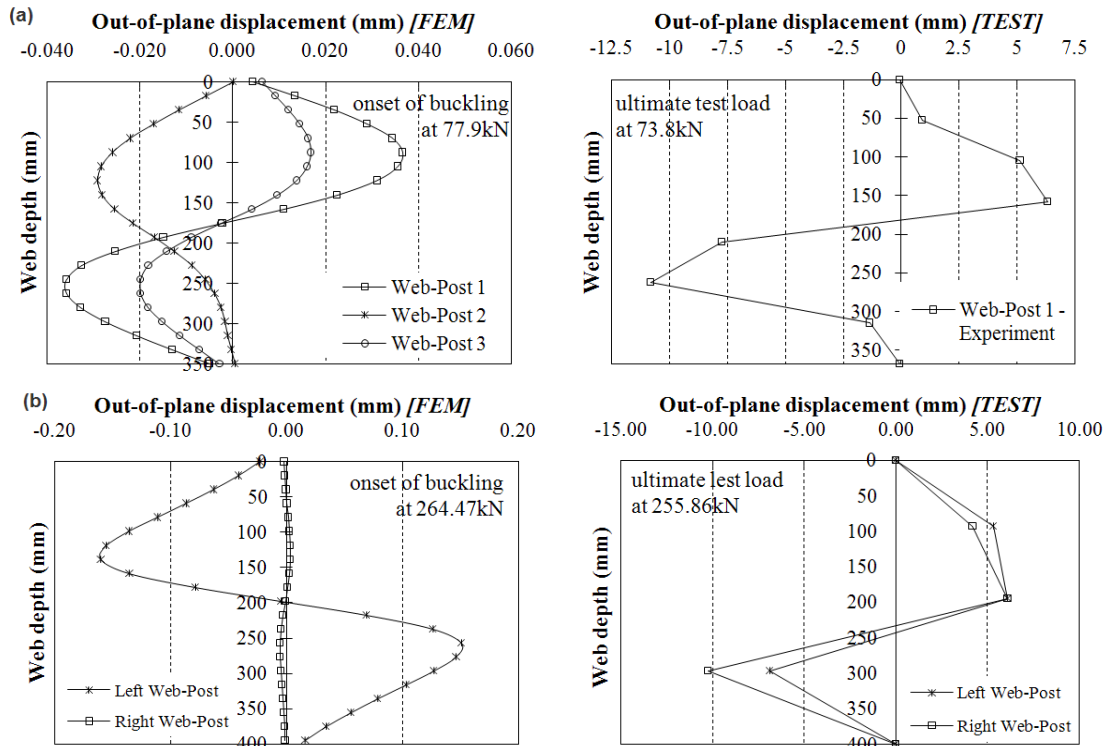 (a)
Out-of-plane displacement (mm) [FEM]
-0.040 -0.020 0.000 0.020 0.040 0.060
Web depth (mm)
0
50
100
150
200
250
300
350
onset of buckling
at 77.9kN
Web-Post 1
Web-Post 2
Web-Post 3
Out-of-plane displacement (mm) [TEST]
-12.5 -10 -7.5 -5 -2.5 0 2.5 5 7.5
Web depth (mm)
0
50
100
150
200
250
300
350
ultimate test load
at 73.8kN
Web-Post 1 -
Experiment
(b)
Out-of-plane displacement (mm) [FEM]
-0.20 -0.10 0.00 0.10 0.20
Web depth (mm)
0
50
100
150
200
250
300
350
400
onset of buckling
at 264.47kN
Left Web-Post
Right Web-Post
Out-of-plane displacement (mm) [TEST]
-15.00 -10.00 -5.00 0.00 5.00 10.00
Web depth (mm)
0
50
100
150
200
250
300
350
400
ultimate lest load
at 255.86kN
Left Web-Post
Right Web-Post